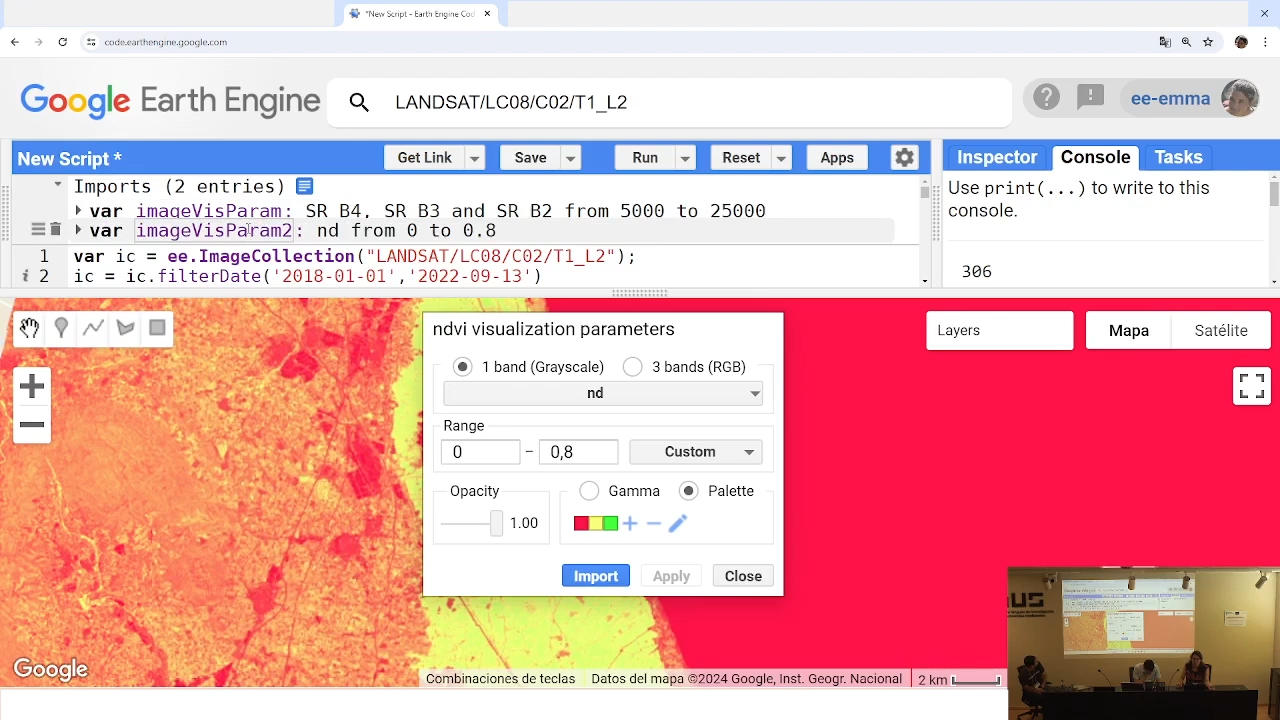 *New Script - Earth Engine Cod
code.earthengine.google.com
Google Earth Engine
LANDSAT/LC08/C02/T1_L2
ee-emma
New Script *
Get Link
Save
Run
Reset
Apps
Inspector
Console
Tasks
Imports (2 entries)
var imageVisParam: SR_B4, SR_B3 and SR_B2 from 5000 to 25000
var imageVisParam2: nd from 0 to 0.8
1 var ic = ee.ImageCollection("LANDSAT/LC08/C02/T1_L2");
i 2 ic = ic.filterDate('2018-01-01','2022-09-13')
Use print(...) to write to this
console.
306
Layers
Mapa
Satélite
ndvi visualization parameters
1 band (Grayscale)
3 bands (RGB)
nd
Range
0 – 0,8
Custom
Opacity
1.00
Gamma
Palette
Import
Apply
Close
Google
Combinaciones de teclas
Datos del mapa ©2024 Google, Inst. Geogr. Nacional
2 km